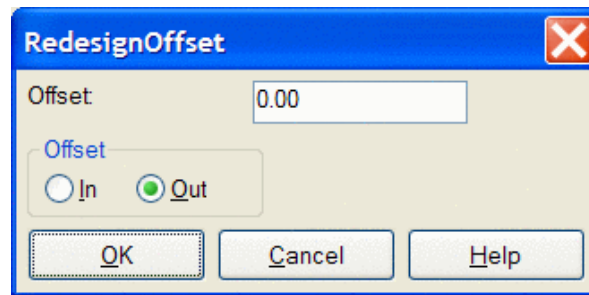 RedesignOffset
Offset: 0.00
Offset
In Out
OK Cancel Help